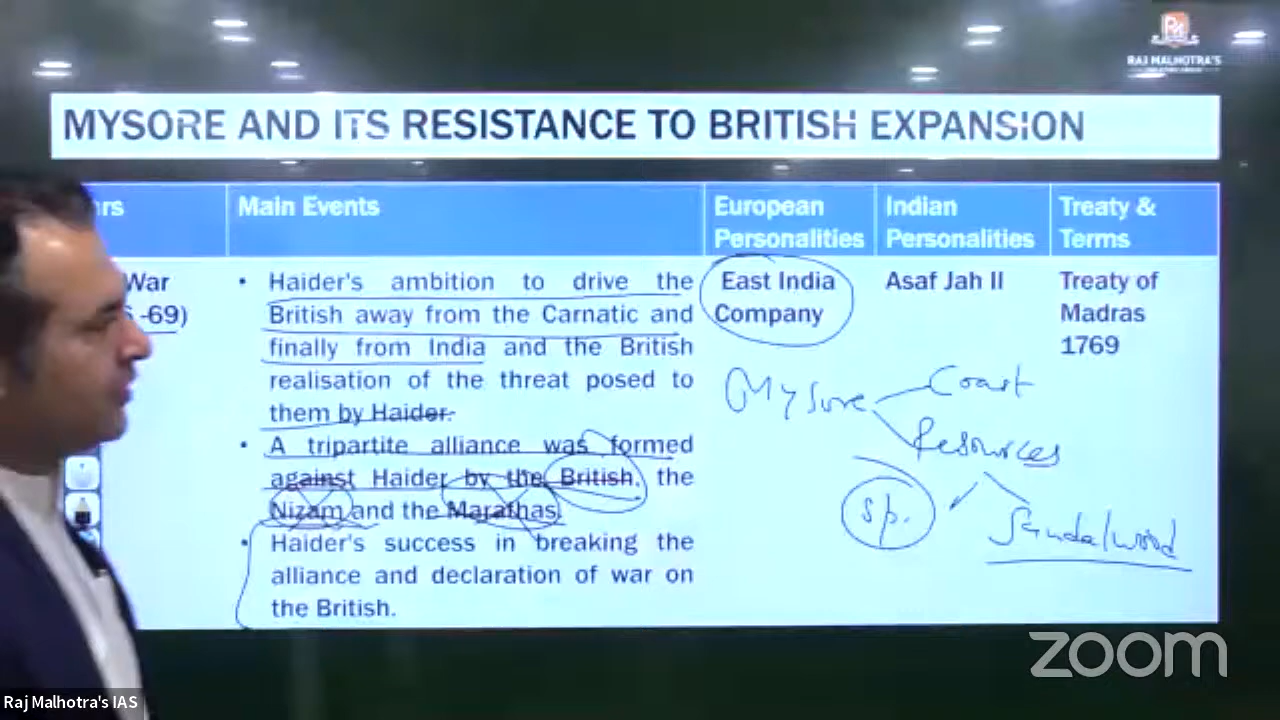 RAJ MALHOTRA'S
MYSORE AND ITS RESISTANCE TO BRITISH EXPANSION
rs
Main Events
European
Personalities
Indian
Personalities
Treaty &
Terms
War
-69)
• Haider's ambition to drive the
British away from the Carnatic and
finally from India and the British
realisation of the threat posed to
them by Haider.
• A tripartite alliance was formed
against Haider by the British, the
Nizam and the Marathas.
• Haider's success in breaking the
alliance and declaration of war on
the British.
East India
Company
Asaf Jah II
Treaty of
Madras
1769
Mysore
Coast
Resources
Sp.
Sandalwood
zoom
Raj Malhotra's IAS